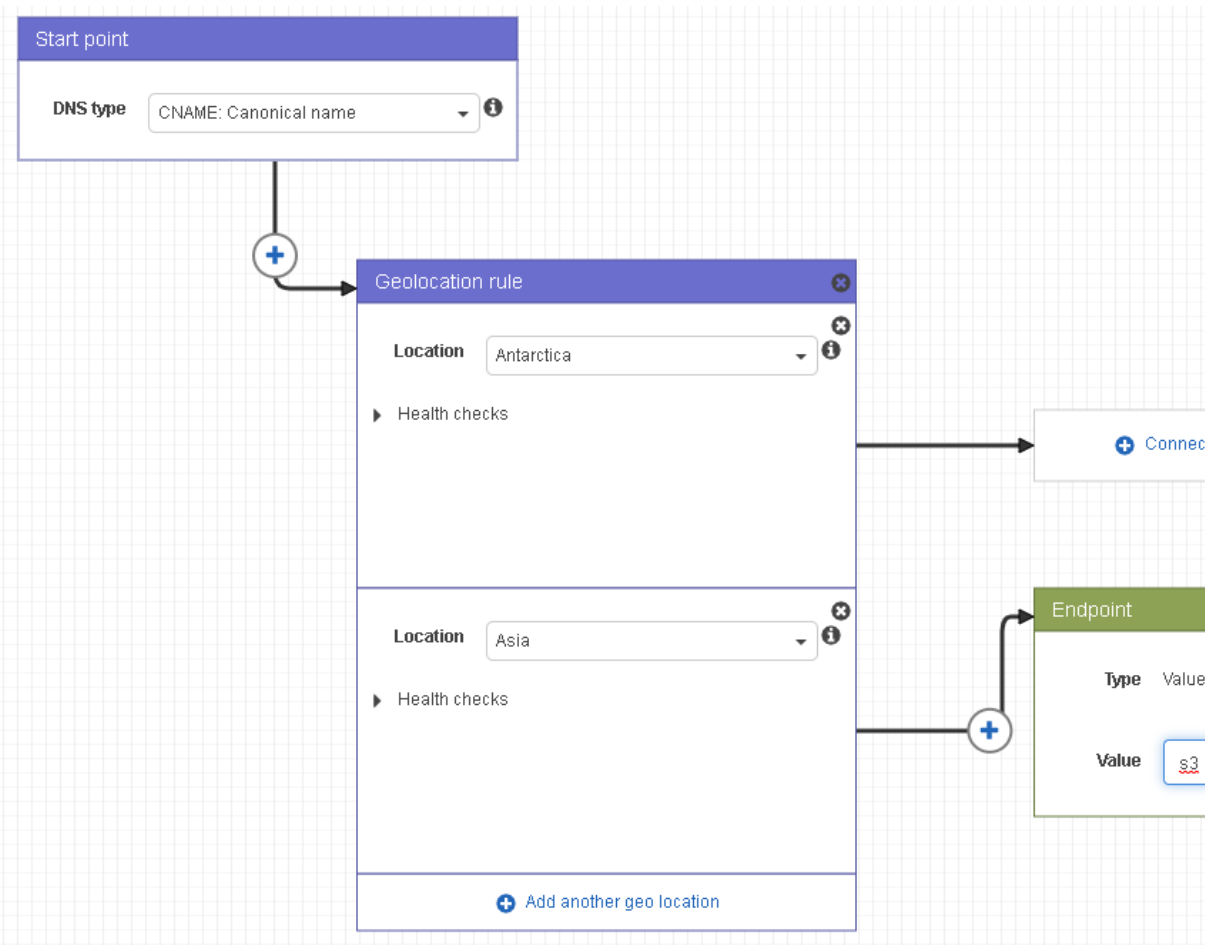 Start point
DNS type CNAME: Canonical name
Geolocation rule
Location Antarctica
Health checks
Connec
Location Asia
Health checks
Endpoint
Type Value
Value s3
Add another geo location